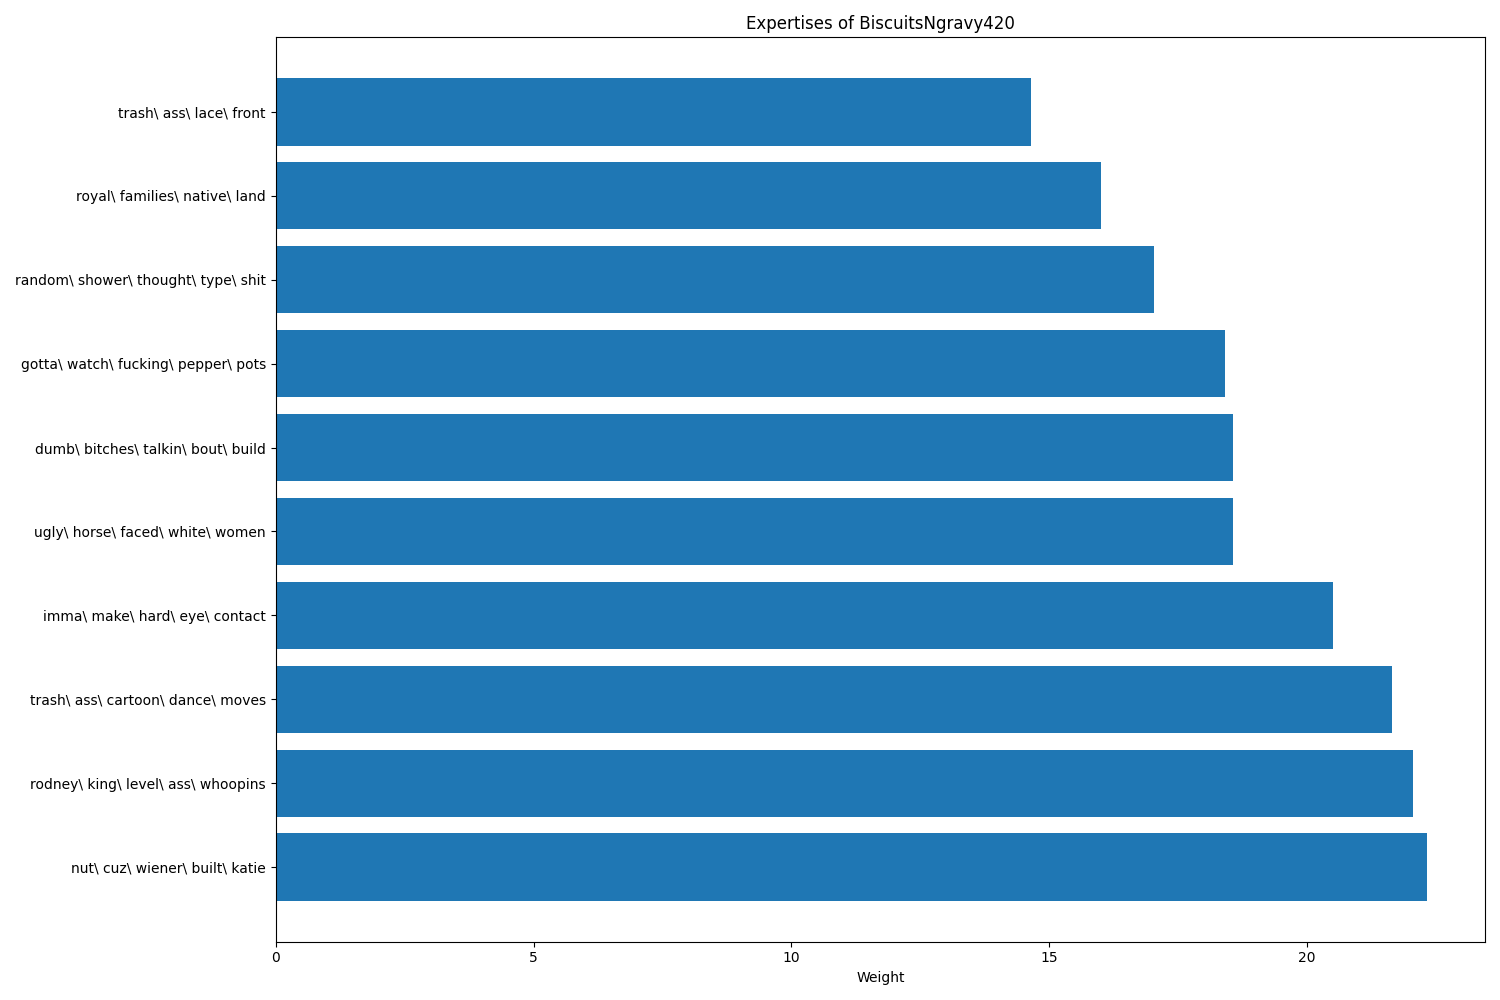 Expertises of BiscuitsNgravy420
trash\ ass\ lace\ front
royal\ families\ native\ land
random\ shower\ thought\ type\ shit
gotta\ watch\ fucking\ pepper\ pots
dumb\ bitches\ talkin\ bout\ build
ugly\ horse\ faced\ white\ women
imma\ make\ hard\ eye\ contact
trash\ ass\ cartoon\ dance\ moves
rodney\ king\ level\ ass\ whoopins
nut\ cuz\ wiener\ built\ katie
0 5 10 15 20
Weight